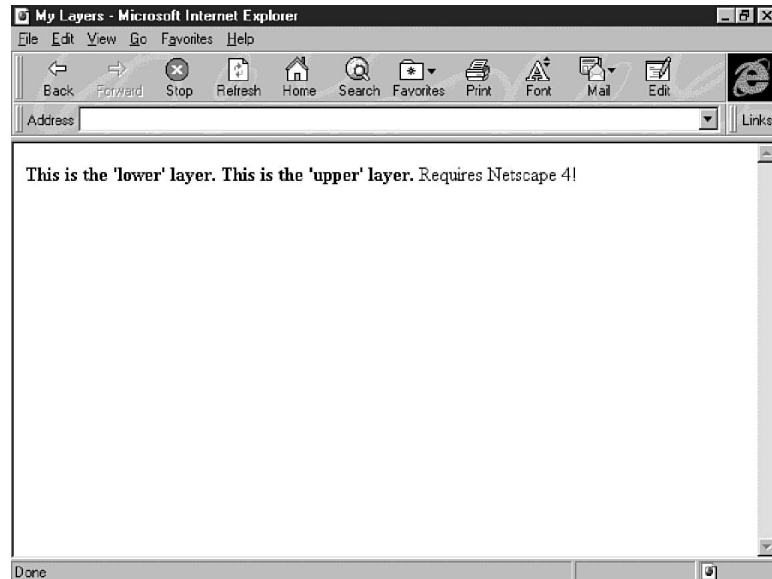 My Layers - Microsoft Internet Explorer
File Edit View Go Favorites Help
Back Forward Stop Refresh Home Search Favorites Print Font Mail Edit
Address Links
This is the 'lower' layer. This is the 'upper' layer. Requires Netscape 4!
Done